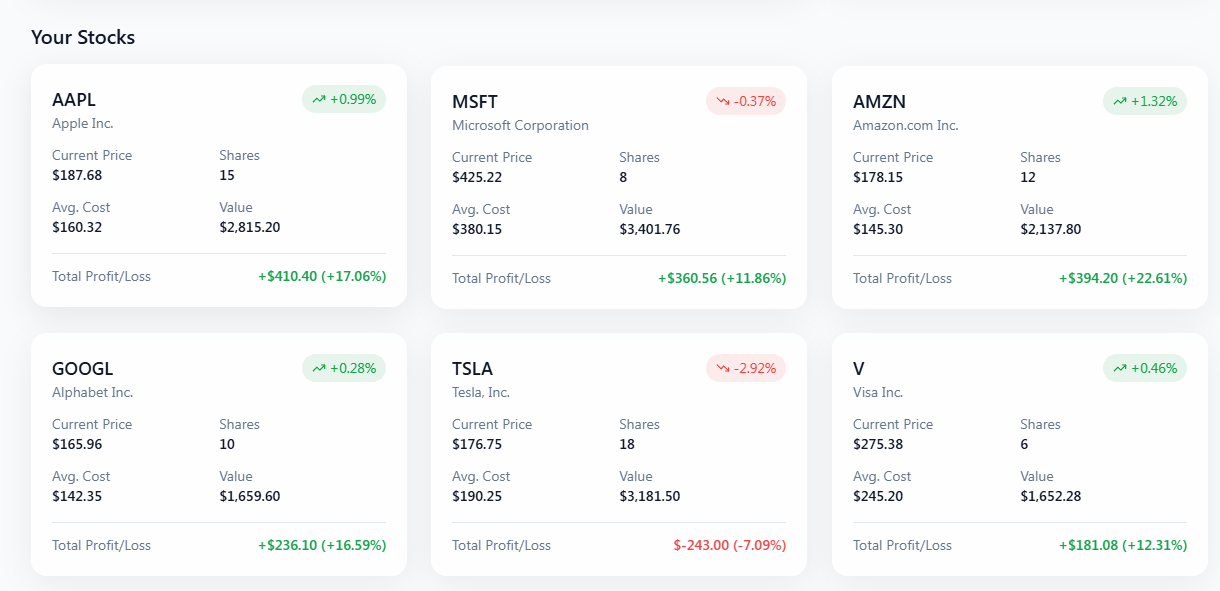 Your Stocks
AAPL
+0.99%
Apple Inc.
Current Price
Shares
$187.68
15
Avg. Cost
Value
$160.32
$2,815.20
Total Profit/Loss
+$410.40 (+17.06%)
MSFT
-0.37%
Microsoft Corporation
Current Price
Shares
$425.22
8
Avg. Cost
Value
$380.15
$3,401.76
Total Profit/Loss
+$360.56 (+11.86%)
AMZN
+1.32%
Amazon.com Inc.
Current Price
Shares
$178.15
12
Avg. Cost
Value
$145.30
$2,137.80
Total Profit/Loss
+$394.20 (+22.61%)
GOOGL
+0.28%
Alphabet Inc.
Current Price
Shares
$165.96
10
Avg. Cost
Value
$142.35
$1,659.60
Total Profit/Loss
+$236.10 (+16.59%)
TSLA
-2.92%
Tesla, Inc.
Current Price
Shares
$176.75
18
Avg. Cost
Value
$190.25
$3,181.50
Total Profit/Loss
$-243.00 (-7.09%)
V
+0.46%
Visa Inc.
Current Price
Shares
$275.38
6
Avg. Cost
Value
$245.20
$1,652.28
Total Profit/Loss
+$181.08 (+12.31%)